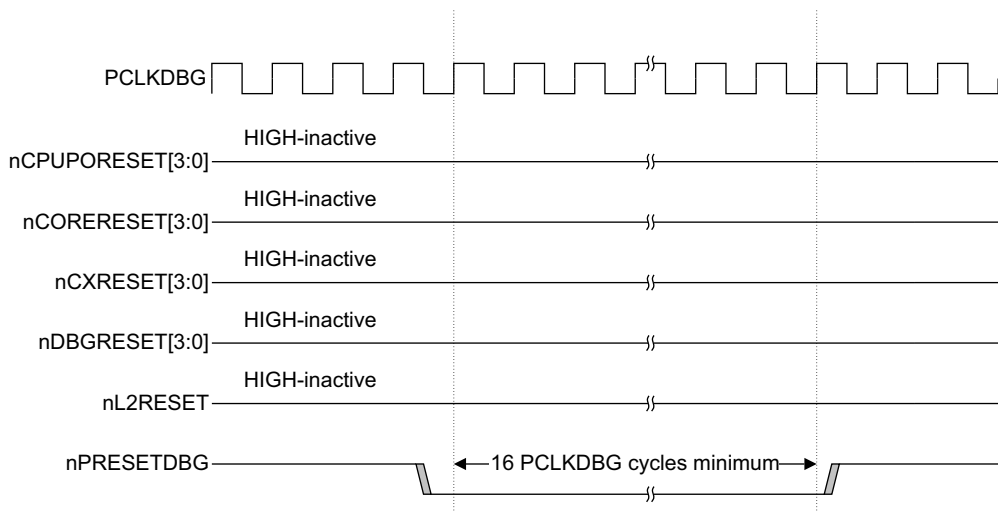 PCLKDBG
HIGH-inactive
nCPUPORESET[3:0]
HIGH-inactive
nCORERESET[3:0]
HIGH-inactive
nCXRESET[3:0]
HIGH-inactive
nDBGRESET[3:0]
HIGH-inactive
nL2RESET
nPRESETDBG
16 PCLKDBG cycles minimum